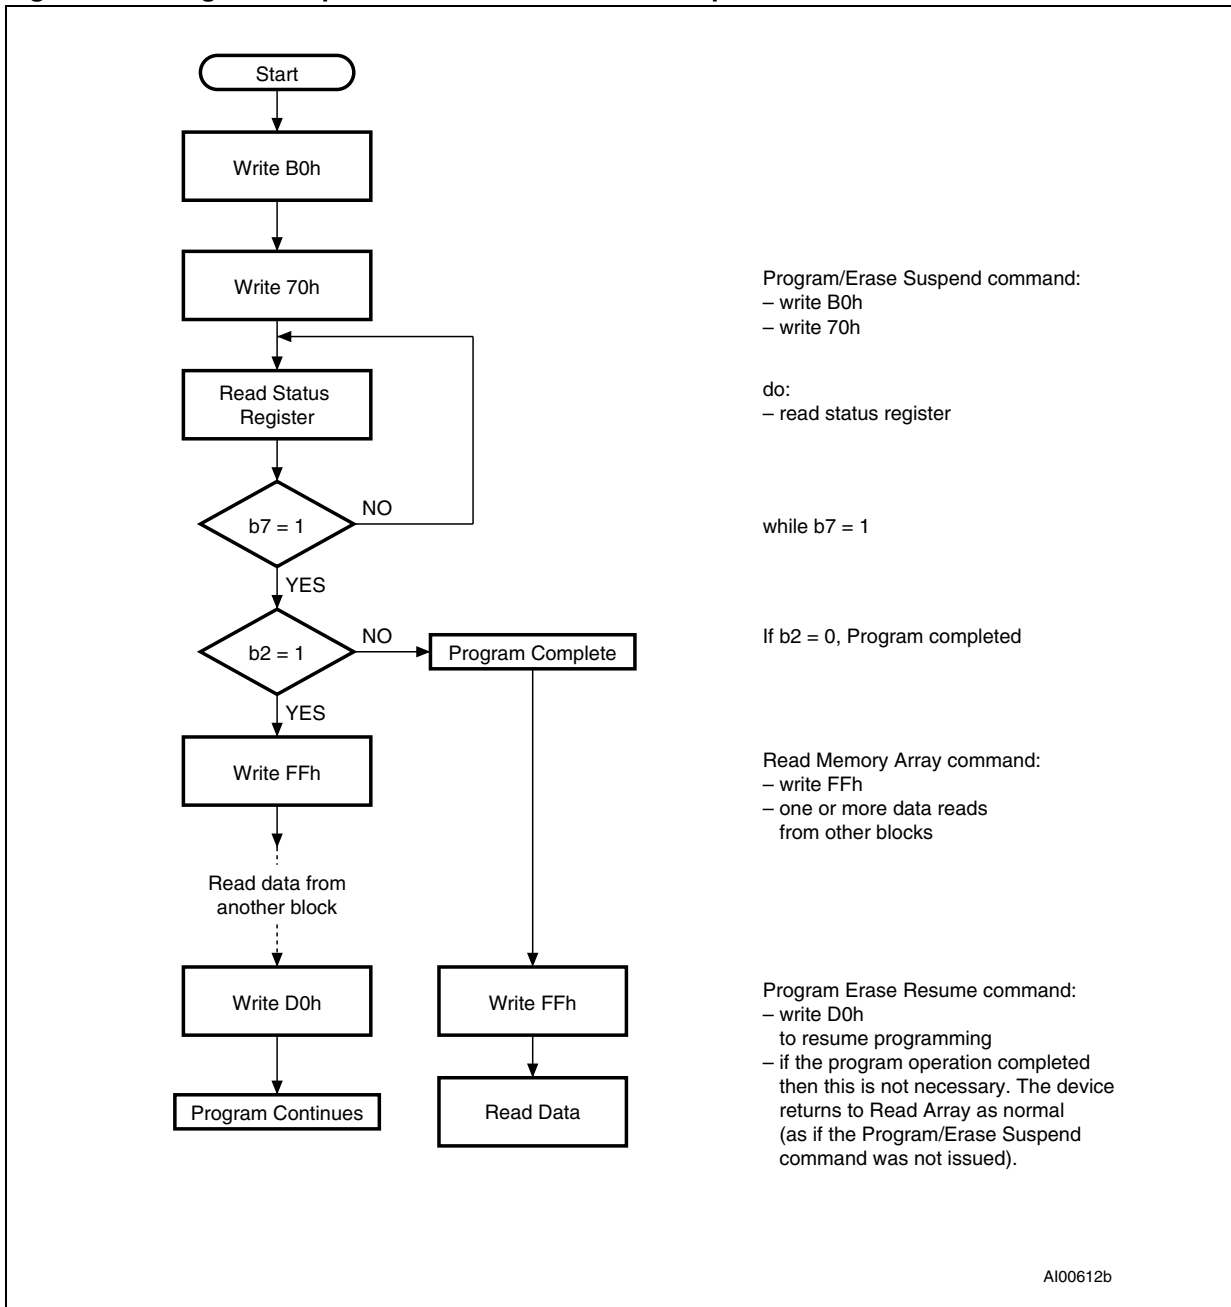 Start
Write B0h
Write 70h
Program/Erase Suspend command:
– write B0h
– write 70h
Read Status
Register
do:
– read status register
b7 = 1
NO
while b7 = 1
YES
b2 = 1
NO
Program Complete
If b2 = 0, Program completed
YES
Write FFh
Read Memory Array command:
– write FFh
– one or more data reads
from other blocks
Read data from
another block
Write D0h
Write FFh
Program Erase Resume command:
– write D0h
to resume programming
– if the program operation completed
then this is not necessary. The device
returns to Read Array as normal
(as if the Program/Erase Suspend
command was not issued).
Program Continues
Read Data
AI00612b